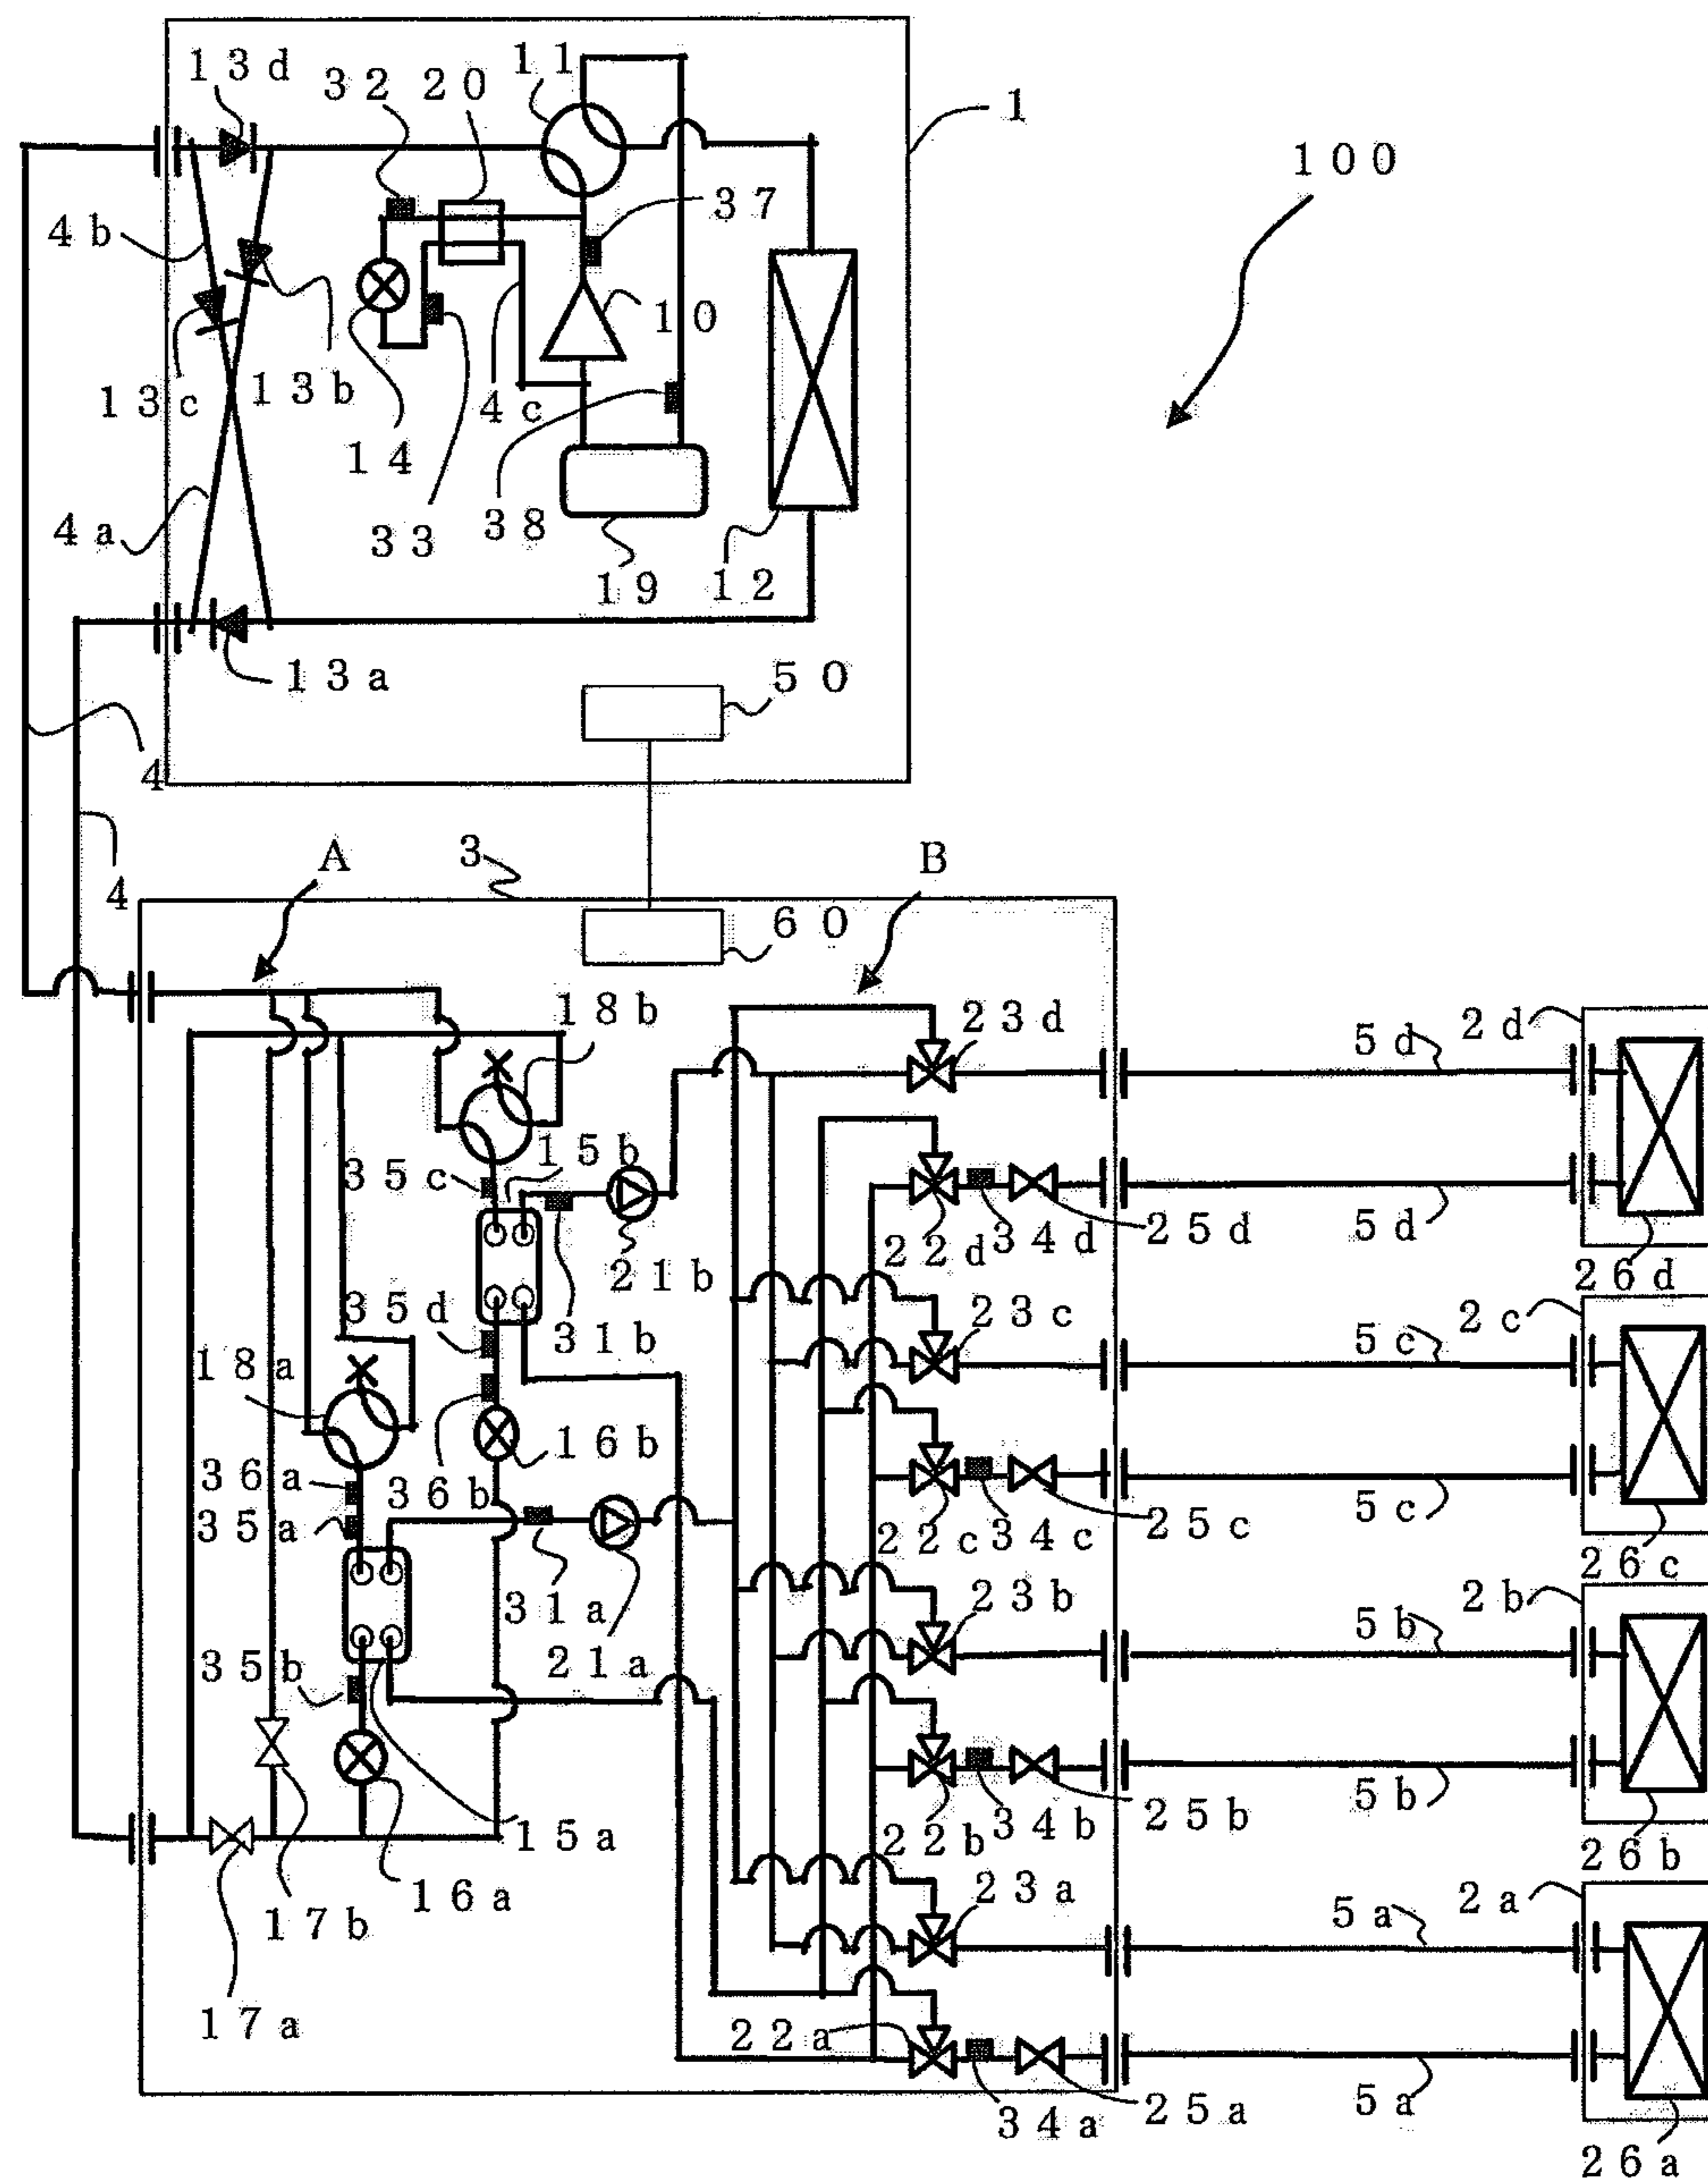 13d 32 20 11
1
100
4b
37
10
13c 13b
14
4c
4a
33 38
19 12
13a
50
4
4
A 3 B
60
18b
23d
5d 2d
35c 15b
21b
22d 34d 25d
5d
26d
35d
31b
23c
5c 2c
18a
16b
36a 36b
35a
22c 34c 25c
5c
26c
31a
23b
5b 2b
35b
21a
15a
22b 34b 25b
5b
26b
16a
17b
23a
5a 2a
17a
22a
34a 25a
5a
26a